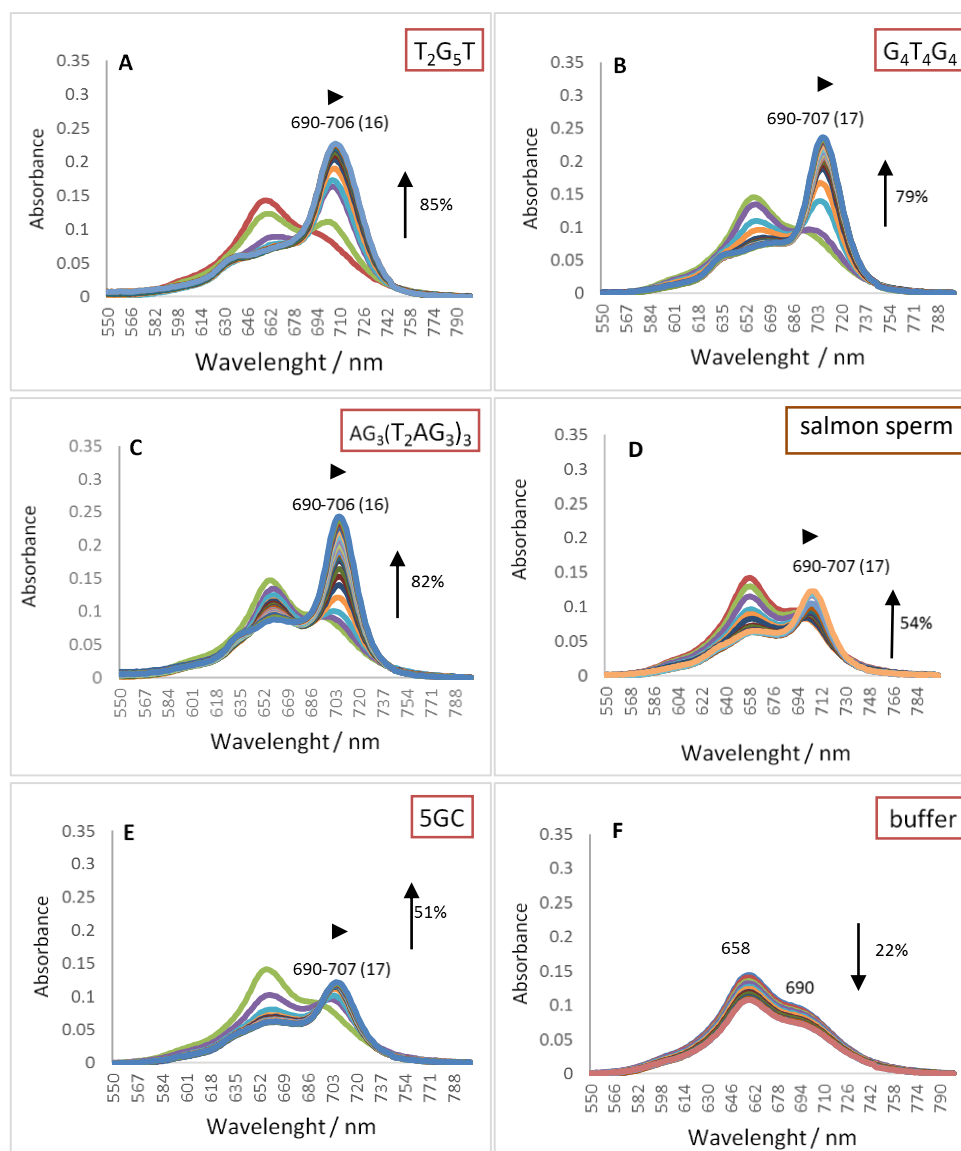 A
T₂G₅T
0.35
0.3
0.25
0.2
0.15
0.1
0.05
0
Absorbance
►
690-706 (16)
85%
550 566 582 598 614 630 646 662 678 694 710 726 742 758 774 790
Wavelenght / nm
B
G₄T₄G₄
0.35
0.3
0.25
0.2
0.15
0.1
0.05
0
Absorbance
►
690-707 (17)
79%
550 567 584 601 618 635 652 669 686 703 720 737 754 771 788
Wavelenght / nm
C
AG₃(T₂AG₃)₃
0.35
0.3
0.25
0.2
0.15
0.1
0.05
0
Absorbance
►
690-706 (16)
82%
550 567 584 601 618 635 652 669 686 703 720 737 754 771 788
Wavelenght / nm
D
salmon sperm
0.35
0.3
0.25
0.2
0.15
0.1
0.05
0
Absorbance
►
690-707 (17)
54%
550 568 586 604 622 640 658 676 694 712 730 748 766 784
Wavelenght / nm
E
5GC
0.35
0.3
0.25
0.2
0.15
0.1
0.05
0
Absorbance
51%
►
690-707 (17)
550 567 584 601 618 635 652 669 686 703 720 737 754 771 788
Wavelenght / nm
F
buffer
0.35
0.3
0.25
0.2
0.15
0.1
0.05
0
Absorbance
658
690
22%
550 566 582 598 614 630 646 662 678 694 710 726 742 758 774 790
Wavelenght / nm